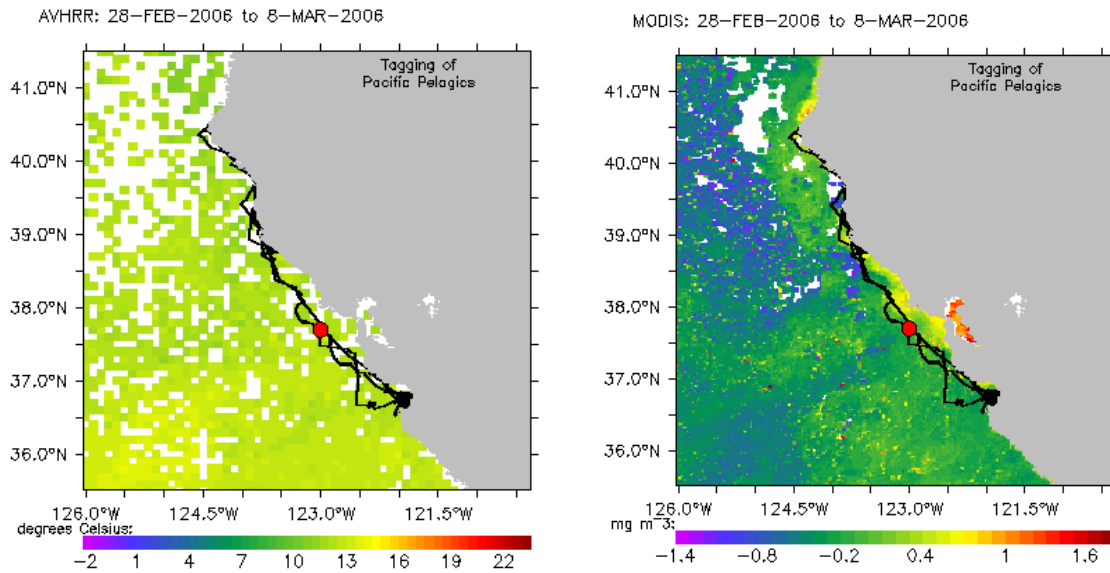 AVHRR: 28-FEB-2006 to 8-MAR-2006
Tagging of
Pacific Pelagics
41.0°N
40.0°N
39.0°N
38.0°N
37.0°N
36.0°N
126.0°W 124.5°W 123.0°W 121.5°W
degrees Celsius:
-2 1 4 7 10 13 16 19 22
MODIS: 28-FEB-2006 to 8-MAR-2006
Tagging of
Pacific Pelagics
41.0°N
40.0°N
39.0°N
38.0°N
37.0°N
36.0°N
126.0°W 124.5°W 123.0°W 121.5°W
mg m^3:
-1.4 -0.8 -0.2 0.4 1 1.6